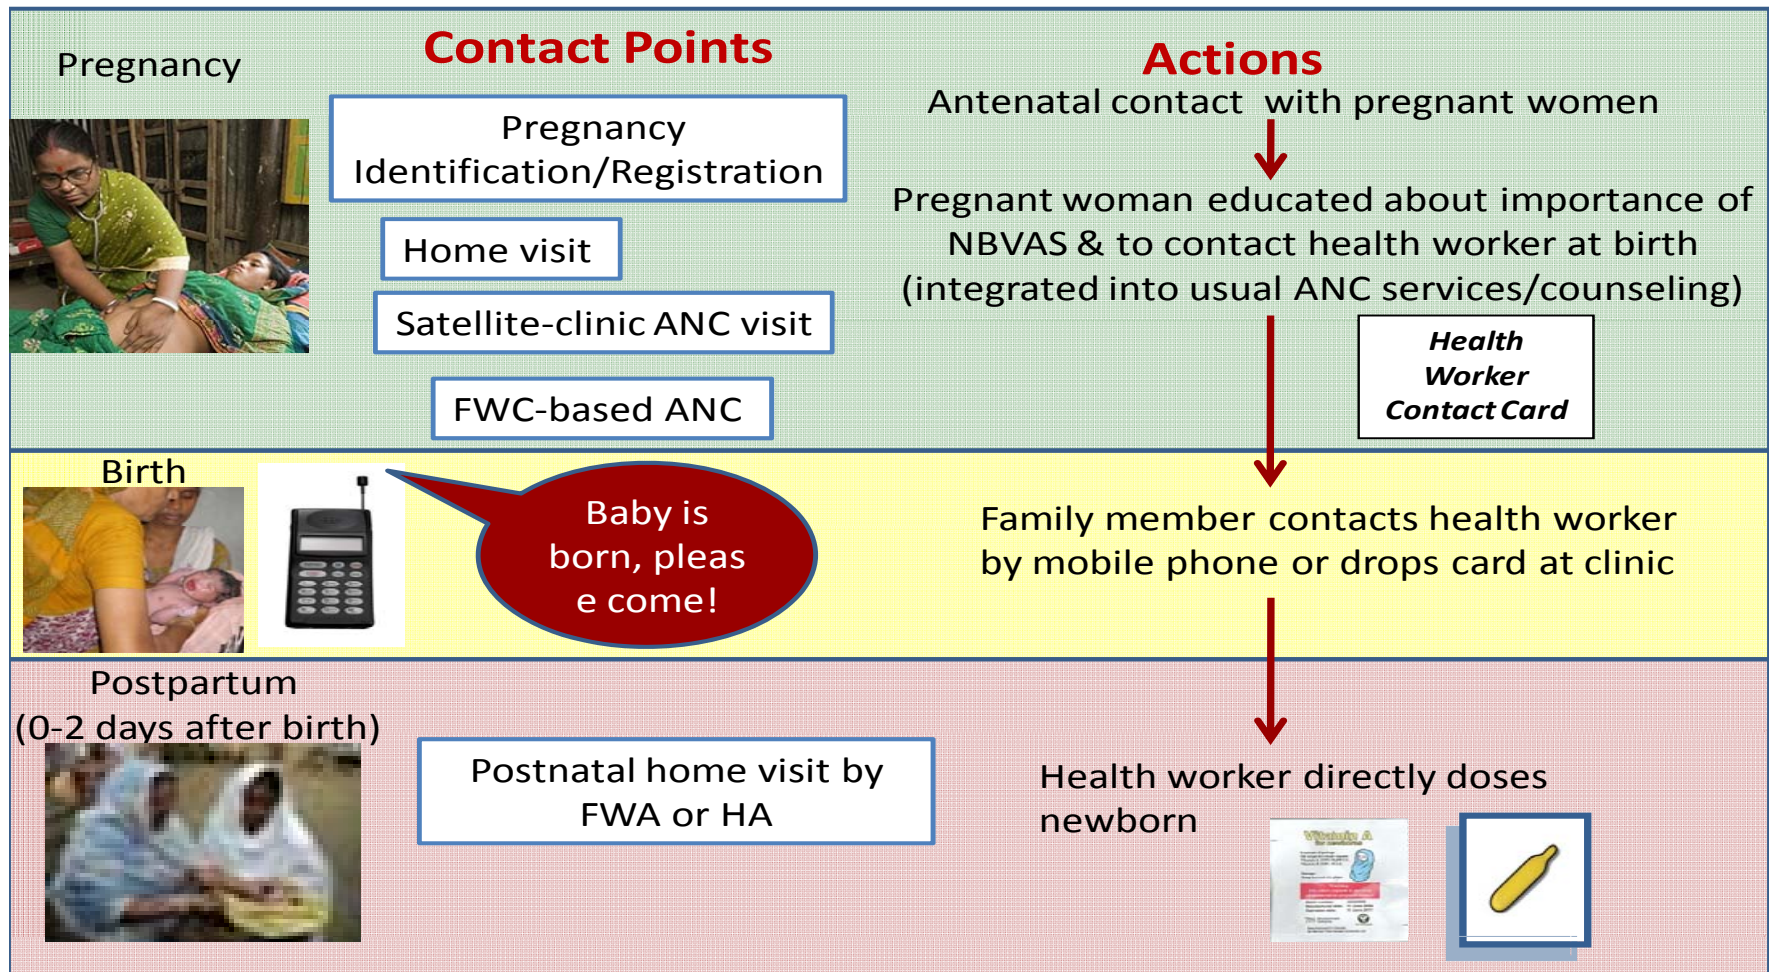 Pregnancy
Contact Points
Actions
Pregnancy
Identification/Registration
Home visit
Satellite-clinic ANC visit
FWC-based ANC
Antenatal contact with pregnant women
Pregnant woman educated about importance of
NBVAS & to contact health worker at birth
(integrated into usual ANC services/counseling)
Health
Worker
Contact Card
Birth
Baby is
born, pleas
e come!
Family member contacts health worker
by mobile phone or drops card at clinic
Postpartum
(0-2 days after birth)
Postnatal home visit by
FWA or HA
Health worker directly doses
newborn
Vitamin A
for newborns